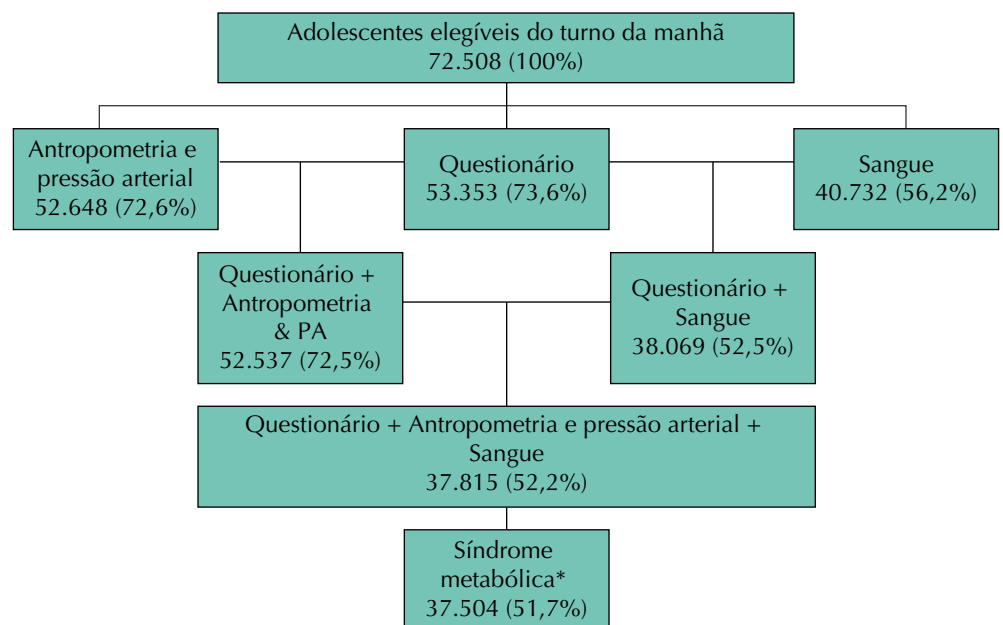 Adolescentes elegíveis do turno da manhã
72.508 (100%)
Antropometria e
pressão arterial
52.648 (72,6%)
Questionário
53.353 (73,6%)
Sangue
40.732 (56,2%)
Questionário +
Antropometria
& PA
52.537 (72,5%)
Questionário +
Sangue
38.069 (52,5%)
Questionário + Antropometria e pressão arterial +
Sangue
37.815 (52,2%)
Síndrome
metabólica*
37.504 (51,7%)